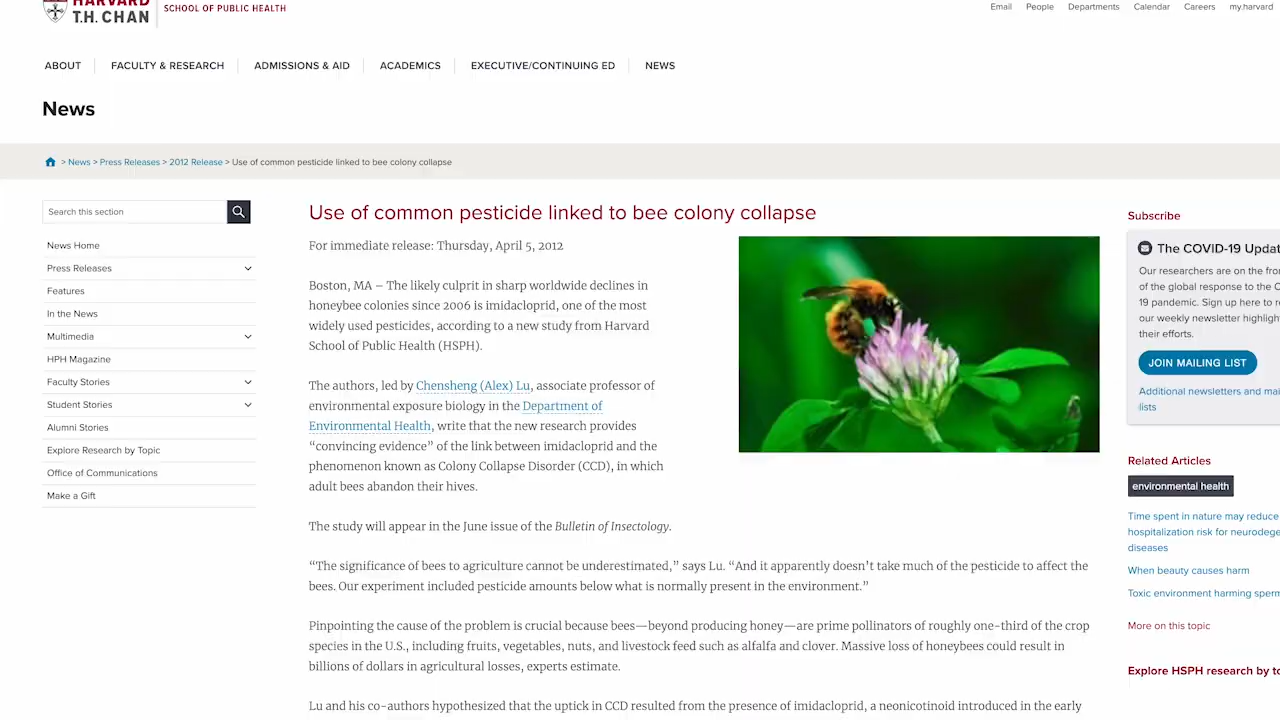 HARVARD
T.H. CHAN
SCHOOL OF PUBLIC HEALTH
Email People Departments Calendar Careers my.harvard
ABOUT FACULTY & RESEARCH ADMISSIONS & AID ACADEMICS EXECUTIVE/CONTINUING ED NEWS
News
> News > Press Releases > 2012 Release > Use of common pesticide linked to bee colony collapse
Search this section
News Home
Press Releases
Features
In the News
Multimedia
HPH Magazine
Faculty Stories
Student Stories
Alumni Stories
Explore Research by Topic
Office of Communications
Make a Gift
Use of common pesticide linked to bee colony collapse
For immediate release: Thursday, April 5, 2012
Boston, MA – The likely culprit in sharp worldwide declines in
honeybee colonies since 2006 is imidacloprid, one of the most
widely used pesticides, according to a new study from Harvard
School of Public Health (HSPH).
The authors, led by Chensheng (Alex) Lu, associate professor of
environmental exposure biology in the Department of
Environmental Health, write that the new research provides
“convincing evidence” of the link between imidacloprid and the
phenomenon known as Colony Collapse Disorder (CCD), in which
adult bees abandon their hives.
The study will appear in the June issue of the Bulletin of Insectology.
“The significance of bees to agriculture cannot be underestimated,” says Lu. “And it apparently doesn’t take much of the pesticide to affect the
bees. Our experiment included pesticide amounts below what is normally present in the environment.”
Pinpointing the cause of the problem is crucial because bees—beyond producing honey—are prime pollinators of roughly one-third of the crop
species in the U.S., including fruits, vegetables, nuts, and livestock feed such as alfalfa and clover. Massive loss of honeybees could result in
billions of dollars in agricultural losses, experts estimate.
Lu and his co-authors hypothesized that the uptick in CCD resulted from the presence of imidacloprid, a neonicotinoid introduced in the early
Subscribe
The COVID-19 Updat
Our researchers are on the fron
of the global response to the C
19 pandemic. Sign up here to r
our weekly newsletter highligh
their efforts.
JOIN MAILING LIST
Additional newsletters and mai
lists
Related Articles
environmental health
Time spent in nature may reduce
hospitalization risk for neurodege
diseases
When beauty causes harm
Toxic environment harming sperm
More on this topic
Explore HSPH research by to